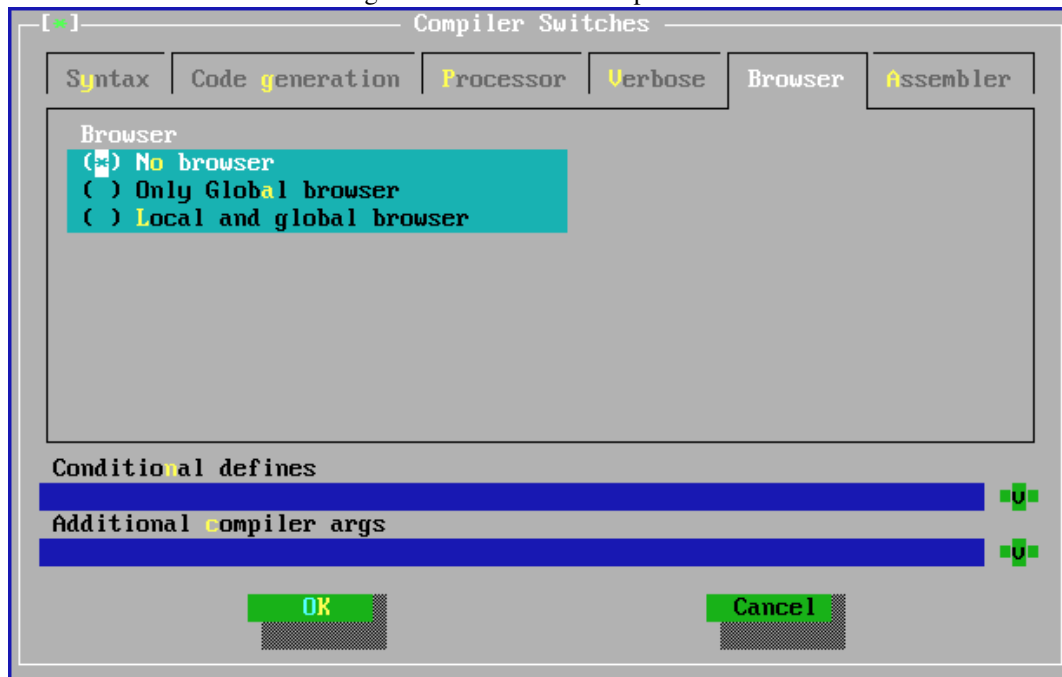 [*] Compiler Switches
Syntax Code generation Processor Verbose Browser Assembler
Browser
(*) No browser
( ) Only Global browser
( ) Local and global browser
Conditional defines
Additional compiler args
OK Cancel